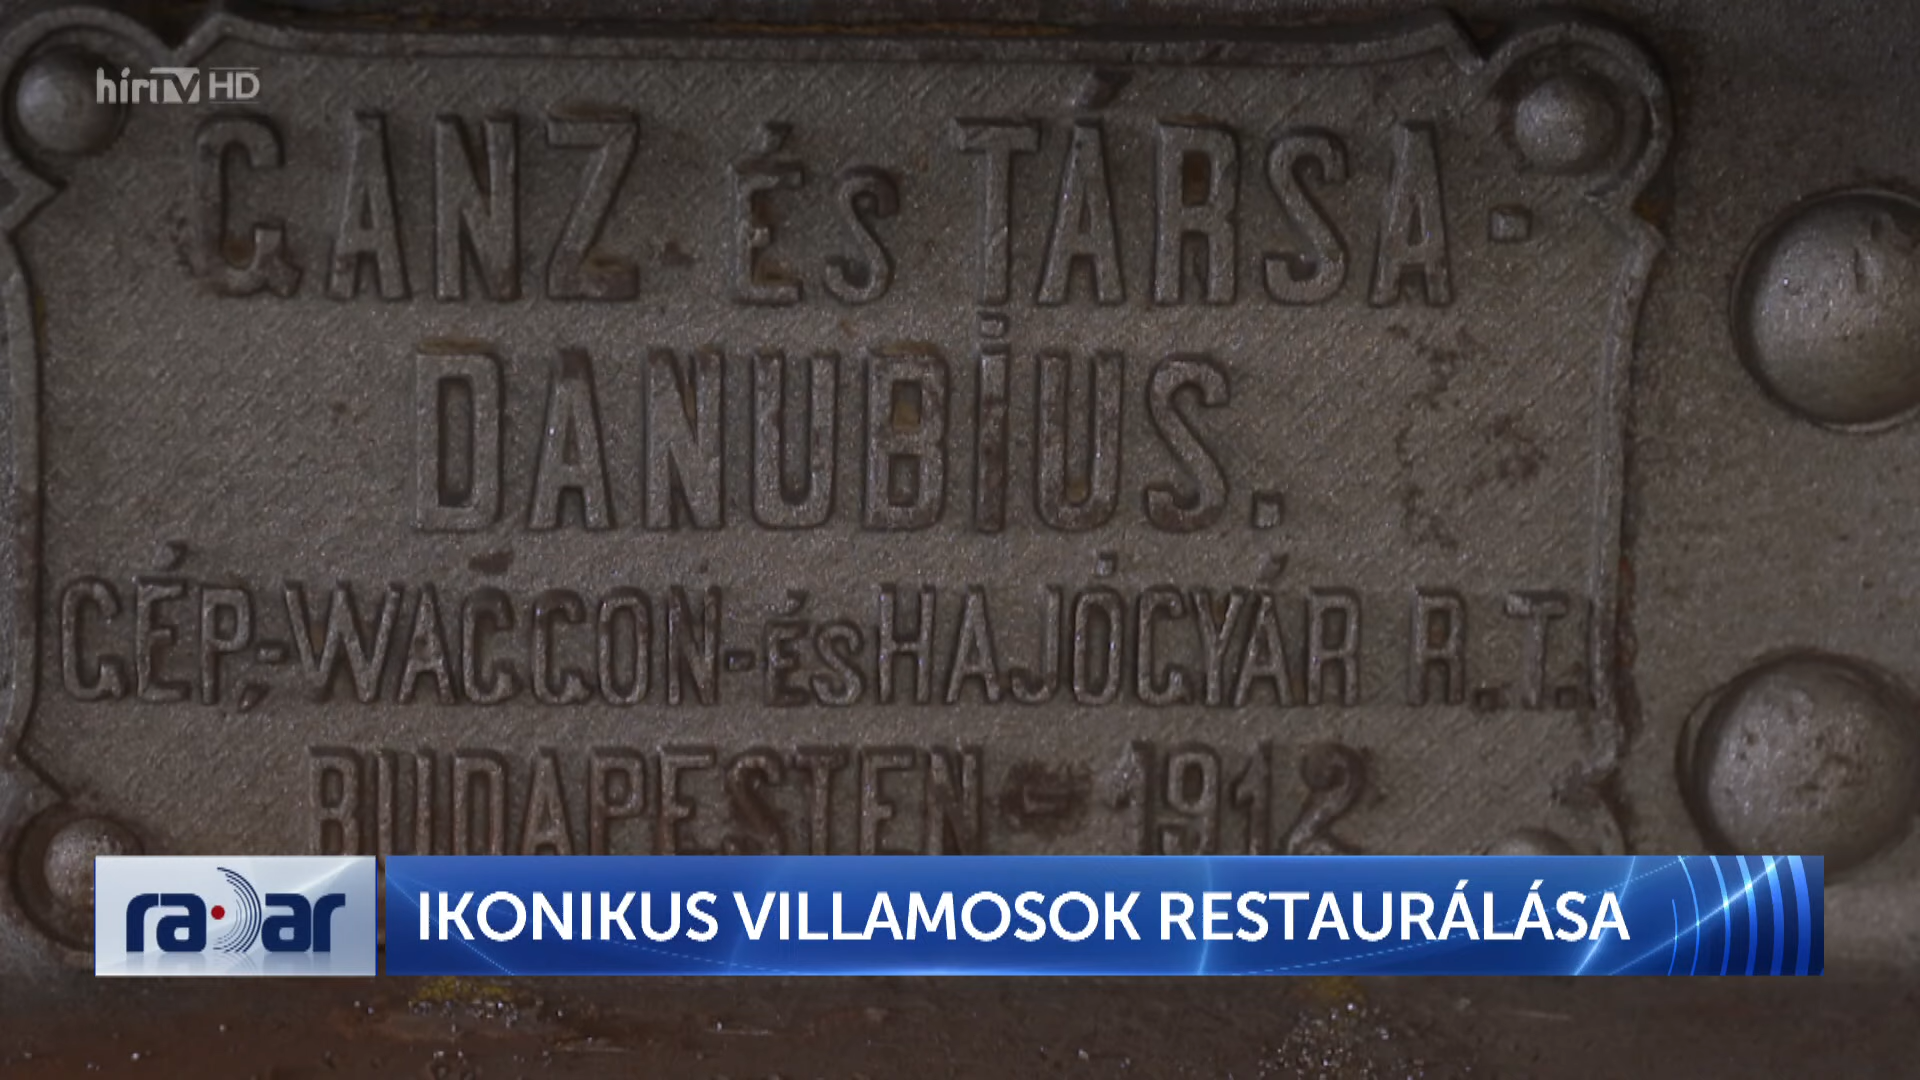 hírTV HD
GANZ ÉS TÁRSA-
DANUBIUS.
GÉP,-WAGGON-ÉS HAJÓGYÁR R.T.
BUDAPESTEN - 1912
radar
IKONIKUS VILLAMOSOK RESTAURÁLÁSA